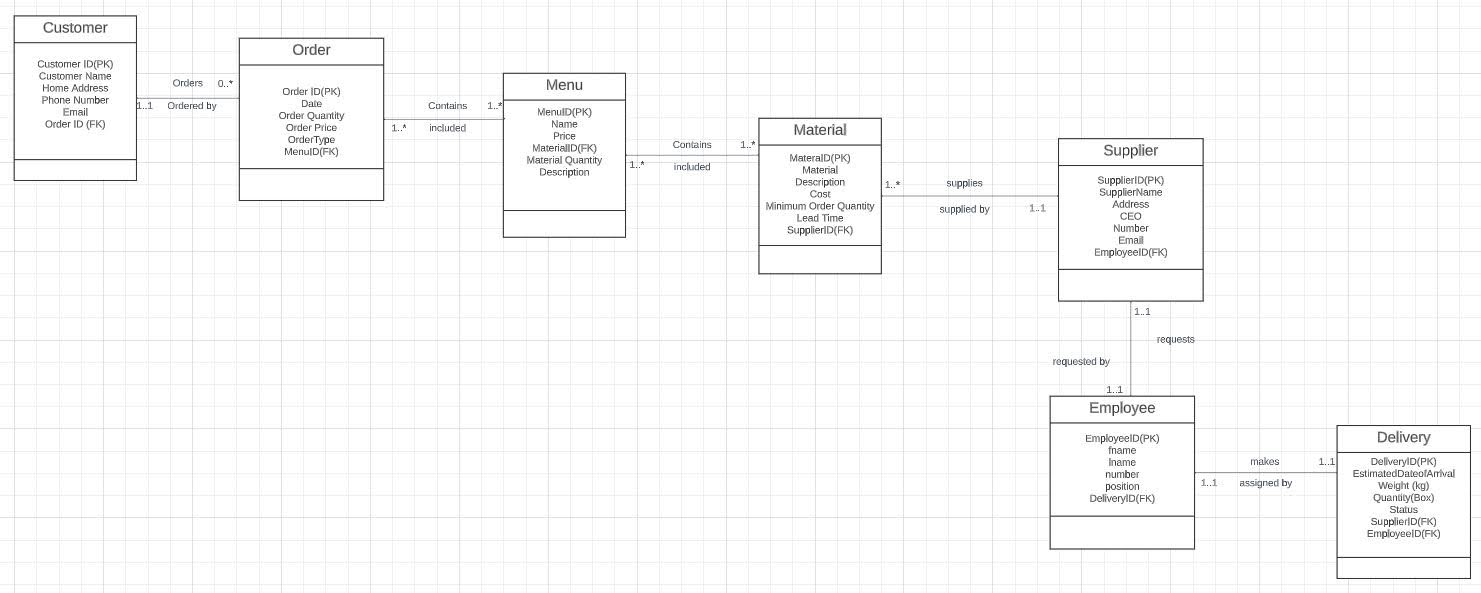 Customer
Customer ID(PK)
Customer Name
Home Address
Phone Number
Email
Order ID (FK)
Orders
0..*
1..1
Ordered by
Order
Order ID(PK)
Date
Order Quantity
Order Price
OrderType
MenuID(FK)
Contains
1..*
1..*
included
Menu
MenuID(PK)
Name
Price
MaterialID(FK)
Material Quantity
Description
Contains
1..*
1..*
included
Material
MateraID(PK)
Material
Description
Cost
Minimum Order Quantity
Lead Time
SupplierID(FK)
1..*
supplies
supplied by
1..1
Supplier
SupplierID(PK)
SupplierName
Address
CEO
Number
Email
EmployeeID(FK)
1..1
requests
requested by
1..1
Employee
EmployeeID(PK)
fname
lname
number
position
DeliveryID(FK)
makes
1..1
1..1
assigned by
Delivery
DeliveryID(PK)
EstimatedDateofArrival
Weight (kg)
Quantity(Box)
Status
SupplierID(FK)
EmployeeID(FK)